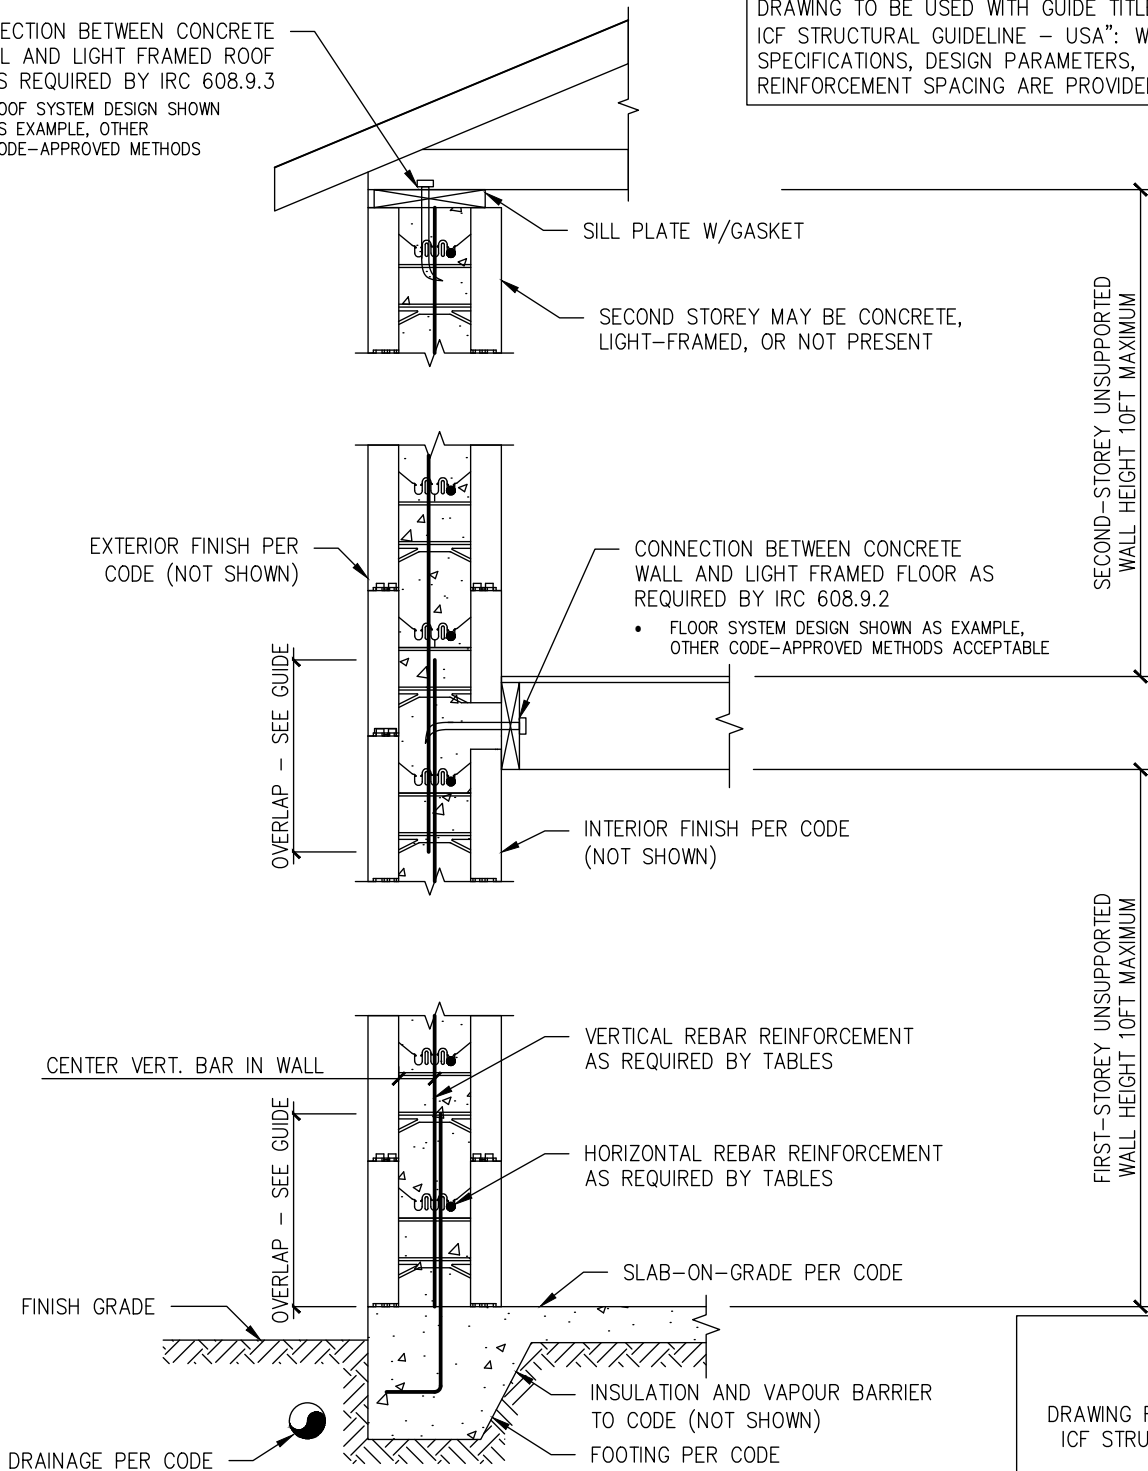 ECTION BETWEEN CONCRETE
AND LIGHT FRAMED ROOF
REQUIRED BY IRC 608.9.3
OOF SYSTEM DESIGN SHOWN
S EXAMPLE, OTHER
ODE-APPROVED METHODS
DRAWING TO BE USED WITH GUIDE TITLE
ICF STRUCTURAL GUIDELINE – USA": W
SPECIFICATIONS, DESIGN PARAMETERS,
REINFORCEMENT SPACING ARE PROVIDE
SILL PLATE W/GASKET
SECOND STOREY MAY BE CONCRETE,
LIGHT-FRAMED, OR NOT PRESENT
SECOND-STOREY UNSUPPORTED
WALL HEIGHT 10FT MAXIMUM
EXTERIOR FINISH PER
CODE (NOT SHOWN)
CONNECTION BETWEEN CONCRETE
WALL AND LIGHT FRAMED FLOOR AS
REQUIRED BY IRC 608.9.2
• FLOOR SYSTEM DESIGN SHOWN AS EXAMPLE,
OTHER CODE-APPROVED METHODS ACCEPTABLE
OVERLAP – SEE GUIDE
INTERIOR FINISH PER CODE
(NOT SHOWN)
FIRST-STOREY UNSUPPORTED
WALL HEIGHT 10FT MAXIMUM
VERTICAL REBAR REINFORCEMENT
AS REQUIRED BY TABLES
CENTER VERT. BAR IN WALL
OVERLAP – SEE GUIDE
HORIZONTAL REBAR REINFORCEMENT
AS REQUIRED BY TABLES
SLAB-ON-GRADE PER CODE
FINISH GRADE
INSULATION AND VAPOUR BARRIER
TO CODE (NOT SHOWN)
FOOTING PER CODE
DRAINAGE PER CODE
DRAWING
ICF STRU